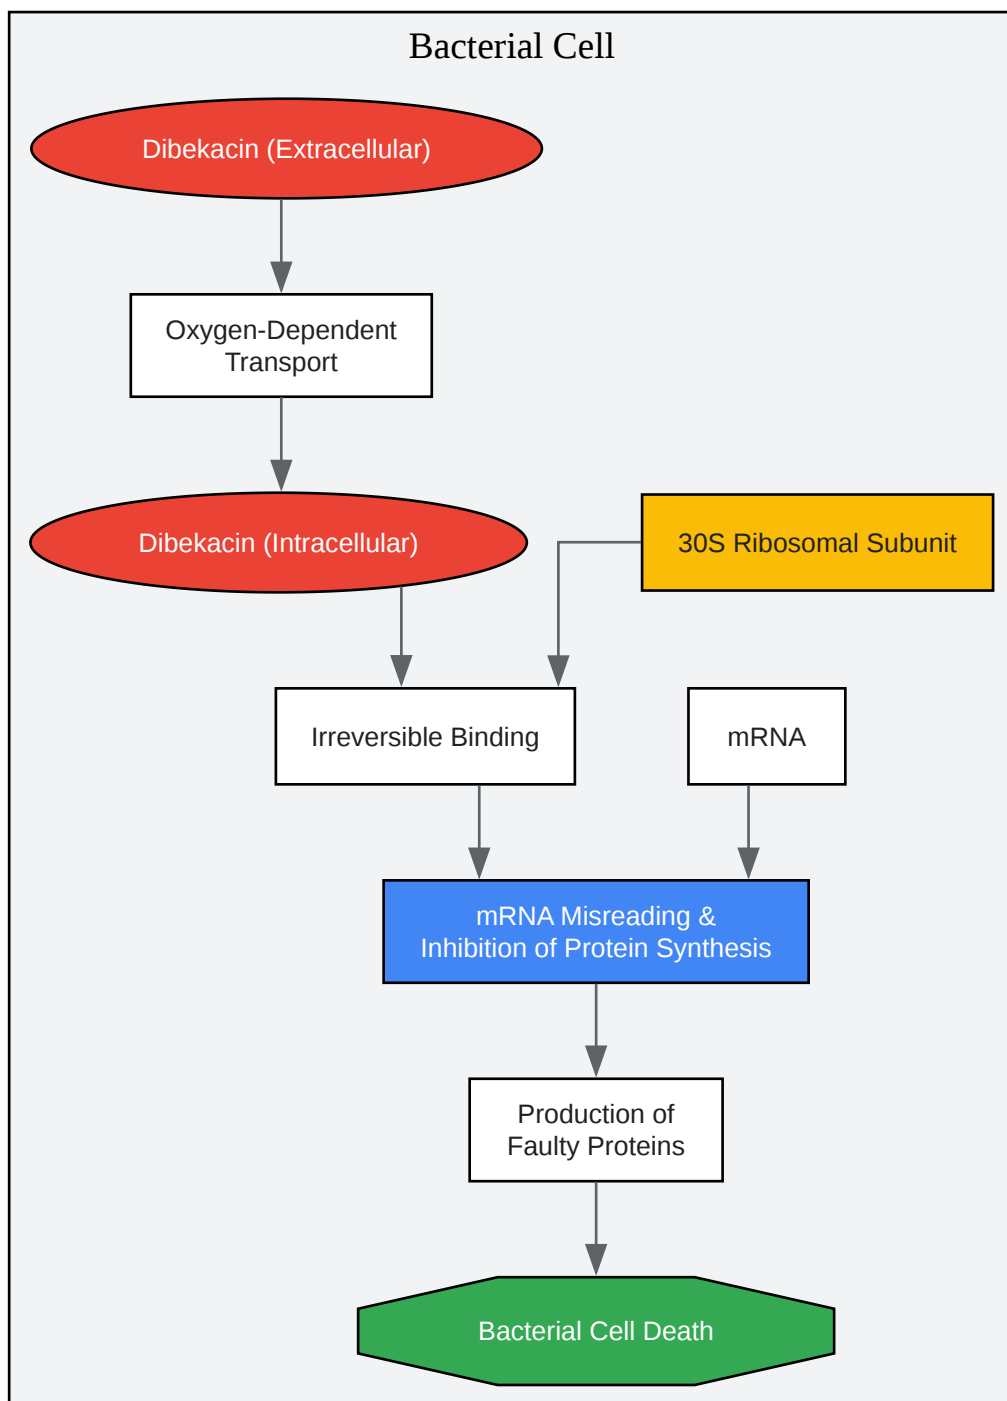 Bacterial Cell
Dibekacin (Extracellular)
Oxygen-Dependent
Transport
Dibekacin (Intracellular)
30S Ribosomal Subunit
Irreversible Binding
mRNA
mRNA Misreading &
Inhibition of Protein Synthesis
Production of
Faulty Proteins
Bacterial Cell Death